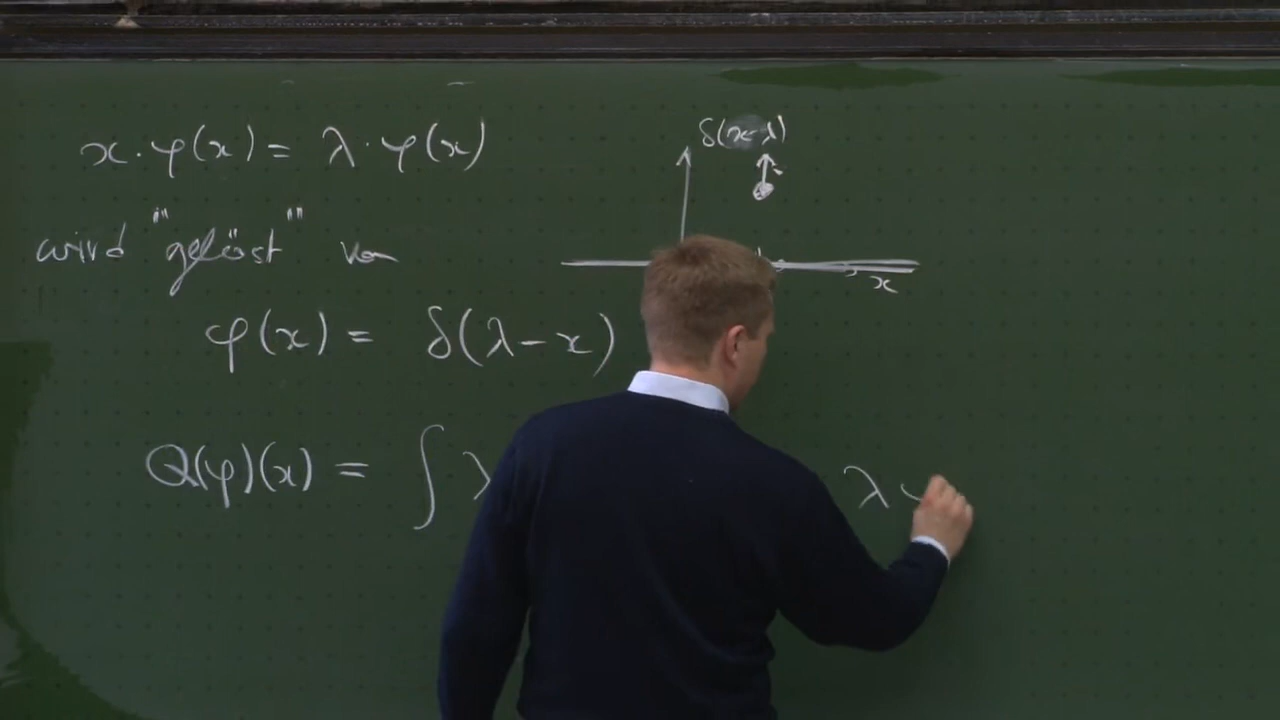 x · φ(x) = λ · φ(x)
wird "gelöst" von
φ(x) = δ(λ - x)
Q(φ)(x) = ∫ λ
λ
δ(x-λ)
x